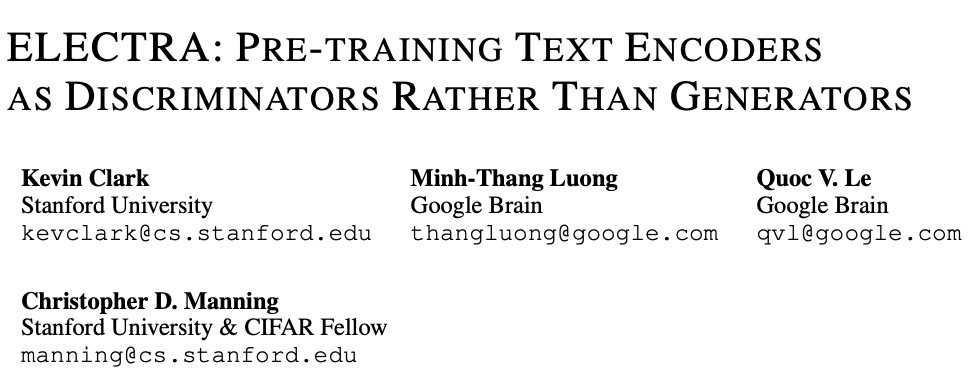 ELECTRA: PRE-TRAINING TEXT ENCODERS
AS DISCRIMINATORS RATHER THAN GENERATORS
Kevin Clark
Stanford University
kevclark@cs.stanford.edu
Minh-Thang Luong
Google Brain
thangluong@google.com
Quoc V. Le
Google Brain
qvl@google.com
Christopher D. Manning
Stanford University & CIFAR Fellow
manning@cs.stanford.edu